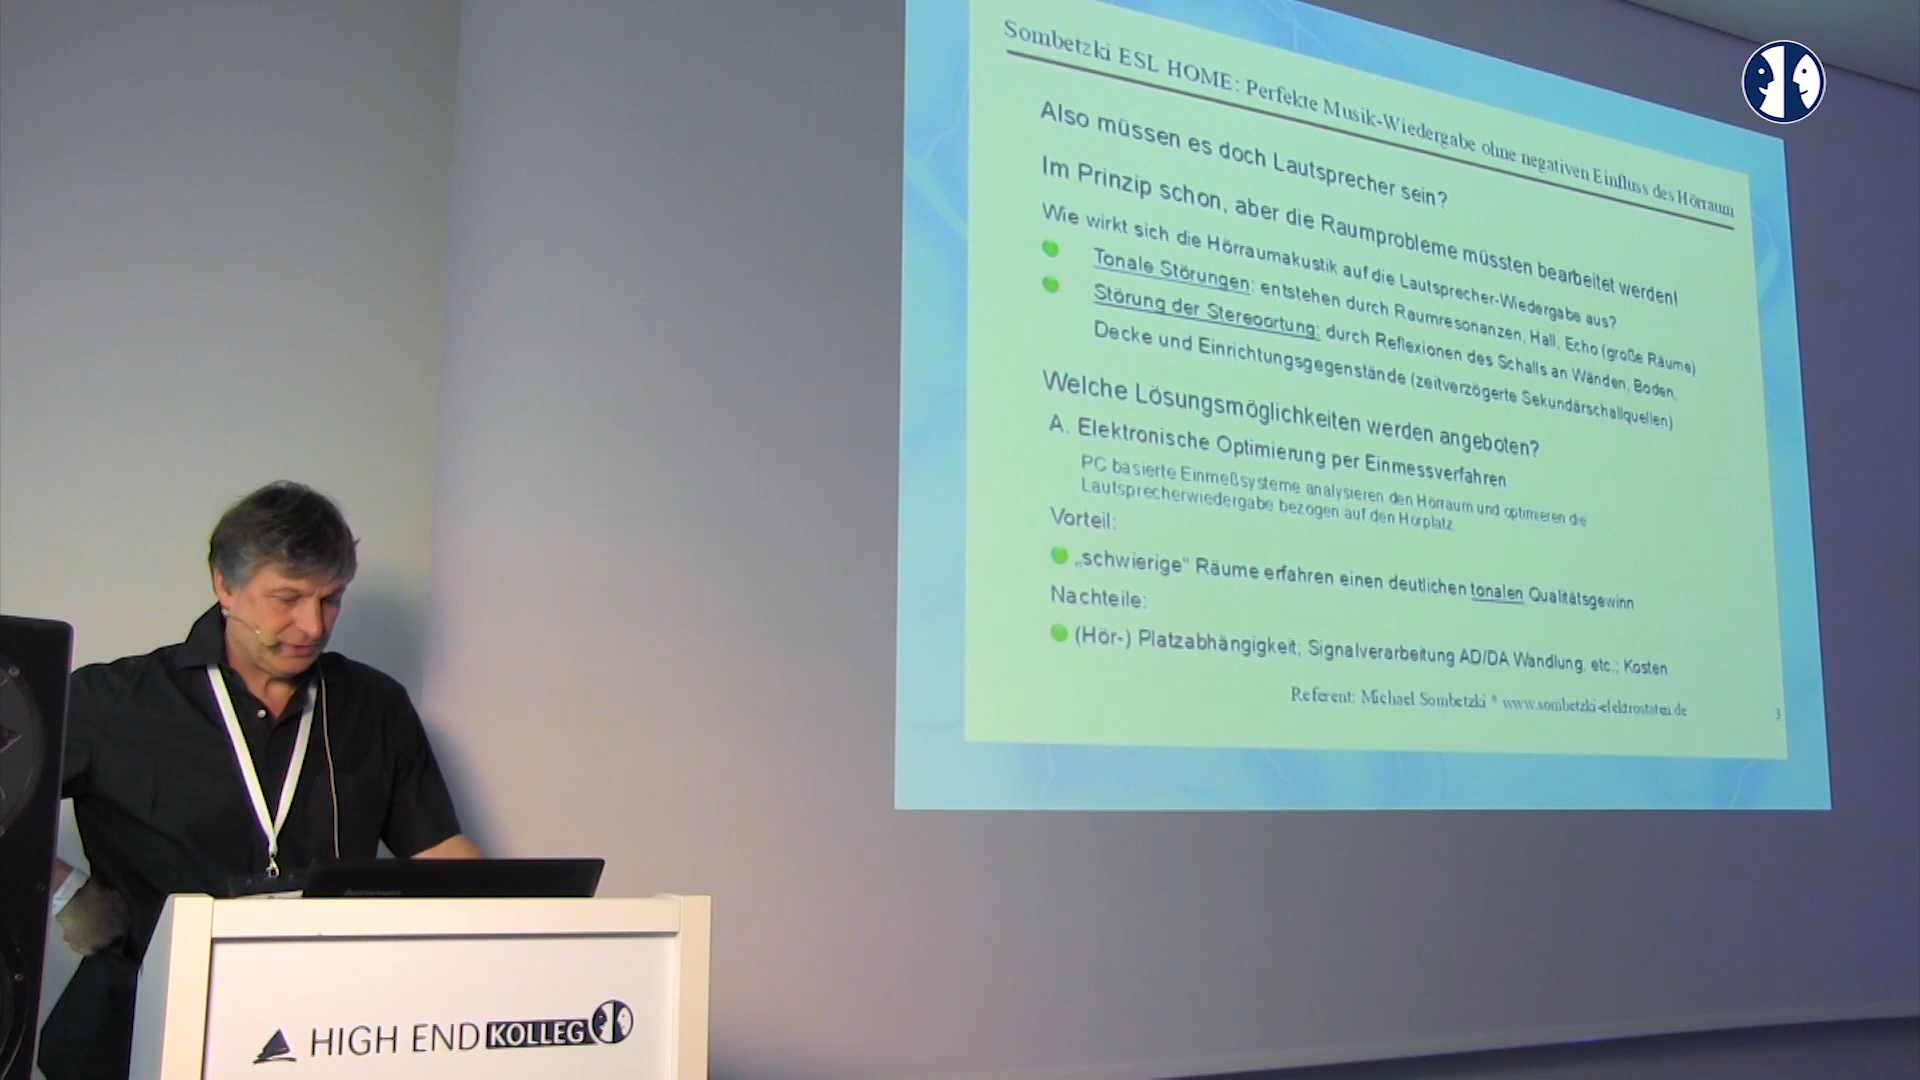 Sombetzki ESL HOME: Perfekte Musik-Wiedergabe ohne negativen Einfluss des Hörraum
Also müssen es doch Lautsprecher sein?
Im Prinzip schon, aber die Raumprobleme müssten bearbeitet werden!
Wie wirkt sich die Hörraumakustik auf die Lautsprecher-Wiedergabe aus?
Tonale Störungen: entstehen durch Raumresonanzen, Hall, Echo (große Räume)
Störung der Stereoortung: durch Reflexionen des Schalls an Wänden, Boden,
Decke und Einrichtungsgegenstände (zeitverzögerte Sekundärschallquellen)
Welche Lösungsmöglichkeiten werden angeboten?
A. Elektronische Optimierung per Einmessverfahren
PC basierte Einmeßsysteme analysieren den Hörraum und optimieren die
Lautsprecherwiedergabe bezogen auf den Hörplatz
Vorteil:
„schwierige“ Räume erfahren einen deutlichen tonalen Qualitätsgewinn
Nachteile:
(Hör-) Platzabhängigkeit; Signalverarbeitung AD/DA Wandlung, etc.; Kosten
Referent: Michael Sombetzki * www.sombetzki-elektrostaten.de
3
HIGH END KOLLEG